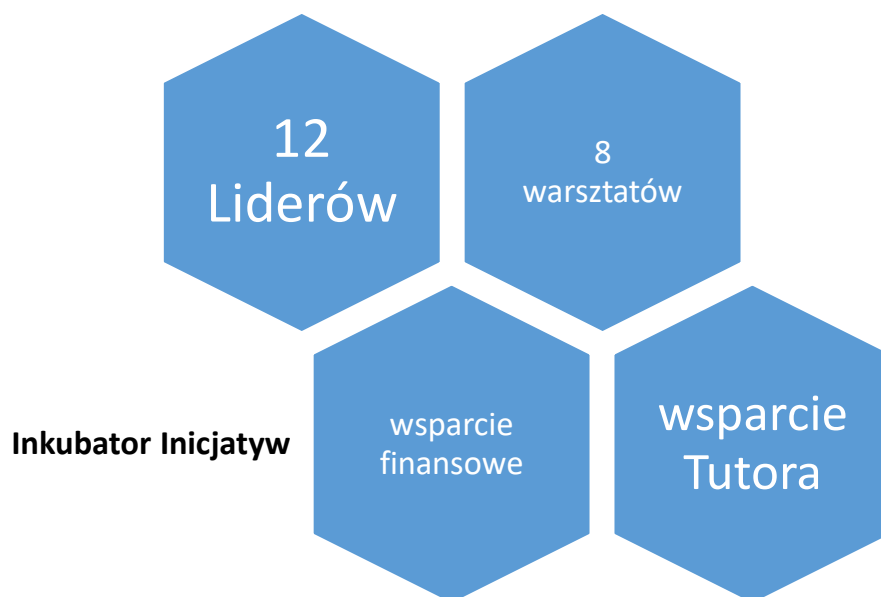 12
Liderów
8
warsztatów
Inkubator Inicjatyw
wsparcie
finansowe
wsparcie
Tutora